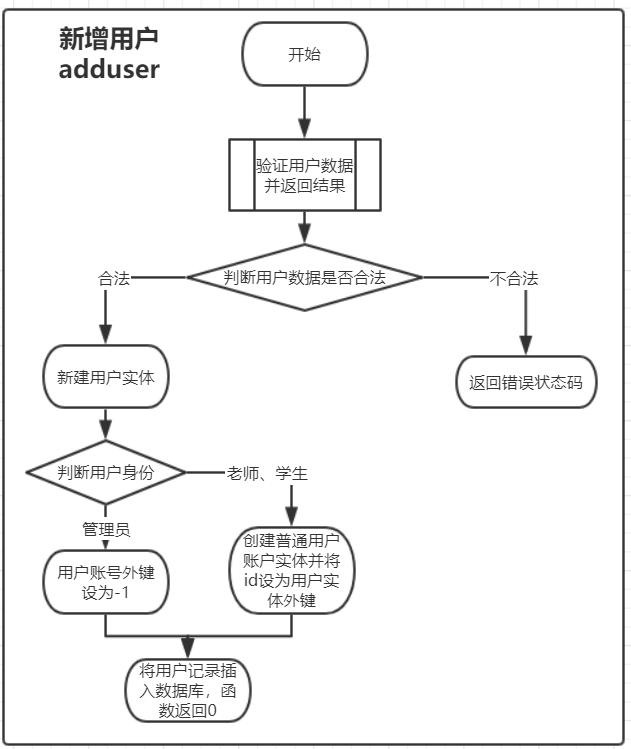 新增用户
adduser
开始
验证用户数据
并返回结果
判断用户数据是否合法
合法
不合法
新建用户实体
返回错误状态码
判断用户身份
老师、学生
管理员
创建普通用户
账户实体并将
id设为用户实
体外键
用户账号外键
设为-1
将用户记录插
入数据库，函
数返回0